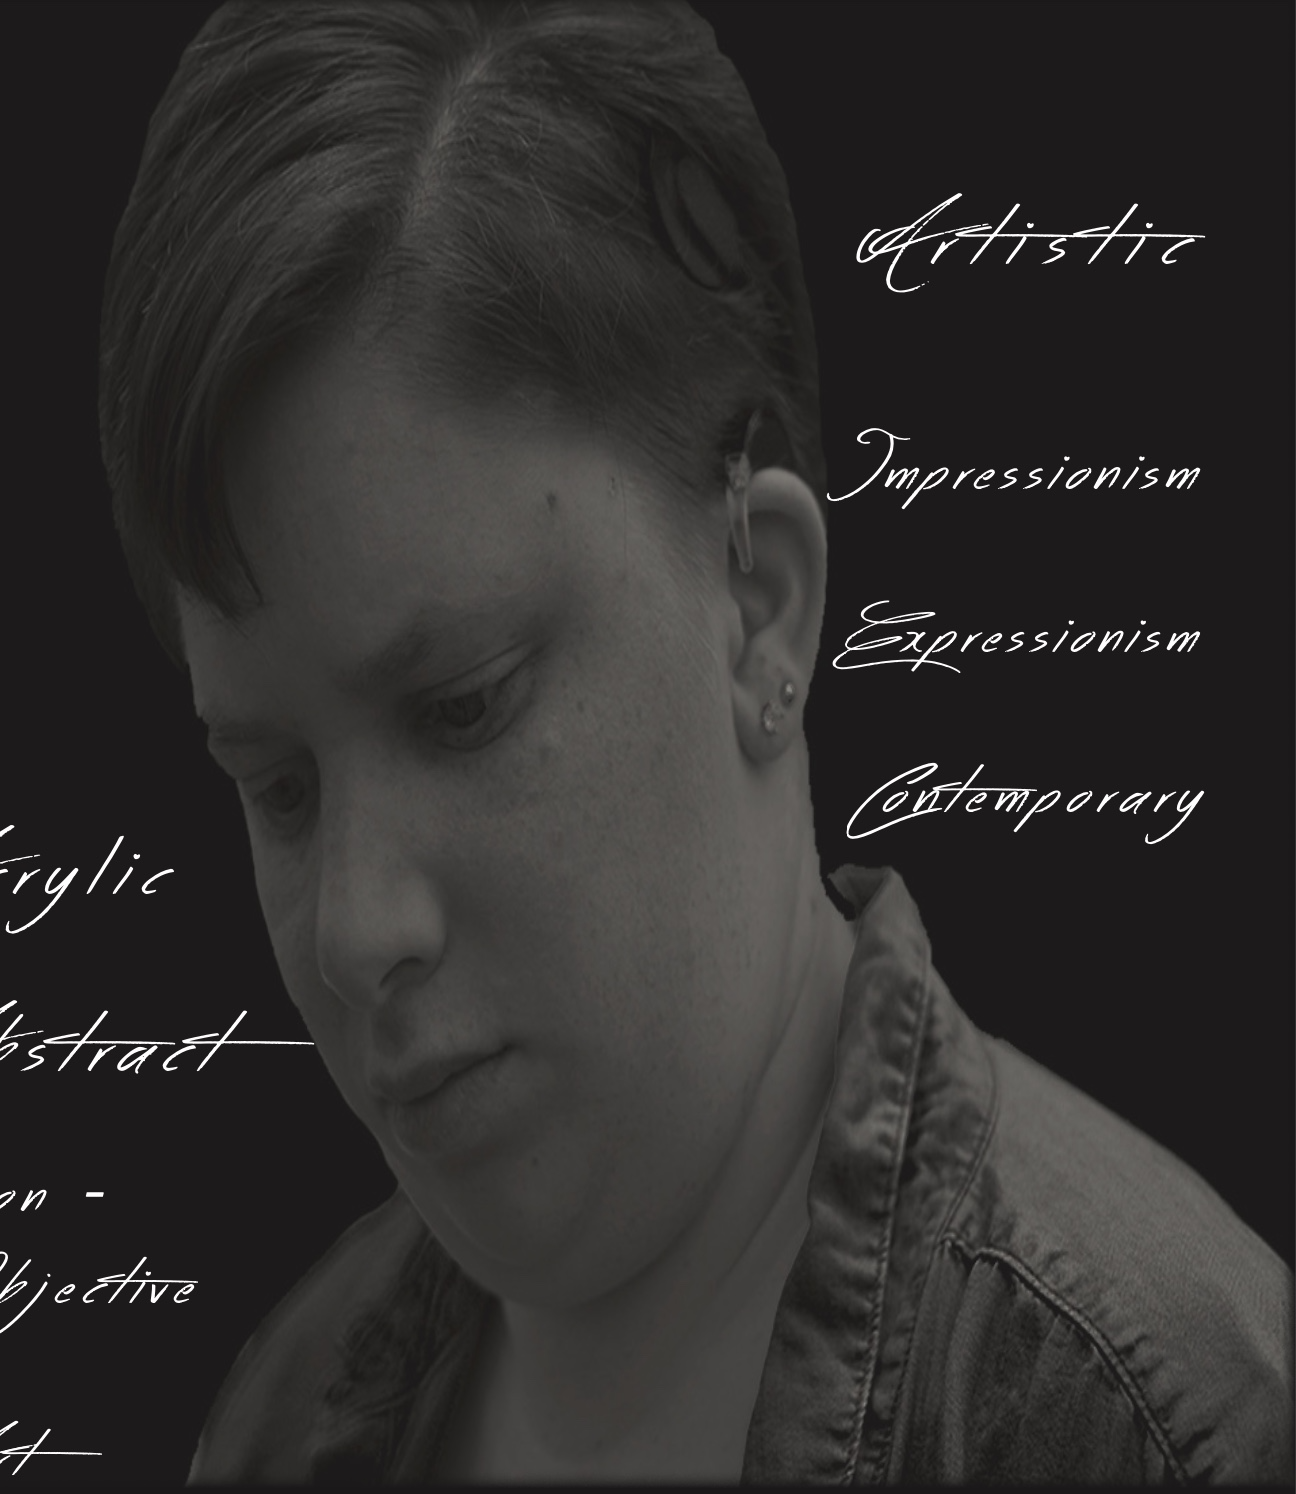 Artistic
Impressionism
Expressionism
Contemporary
rylic
bstract
on -
bjective